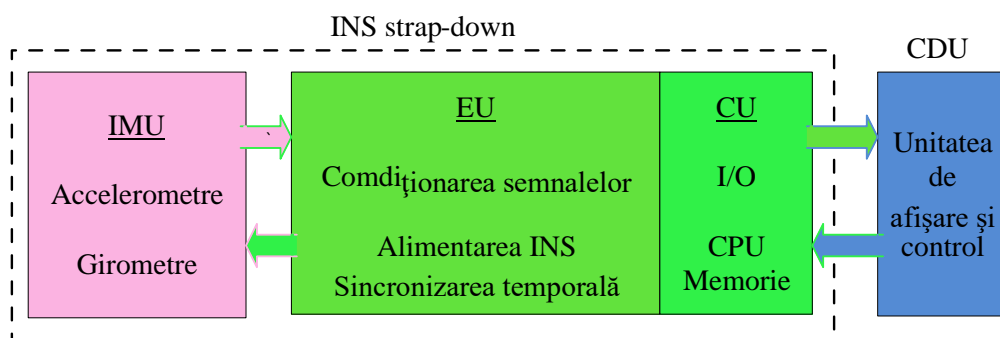 INS strap-down
CDU
IMU
Accelerometre
Girometre
EU
Comdiţionarea semnalelor
Alimentarea INS
Sincronizarea temporală
CU
I/O
CPU
Memorie
Unitatea
de
afişare şi
control